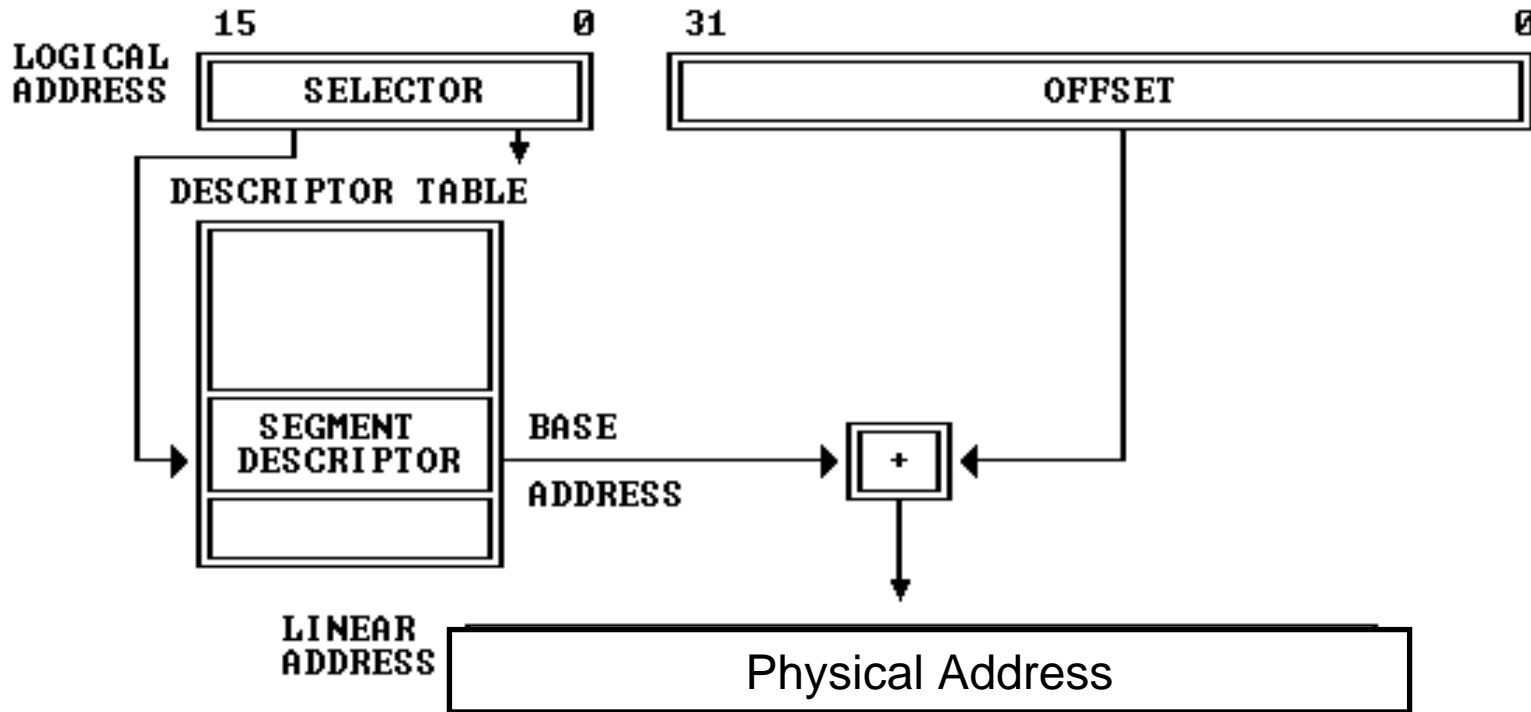 15 0 31 0
LOGICAL
ADDRESS
SELECTOR
OFFSET
DESCRIPTOR TABLE
SEGMENT
DESCRIPTOR
BASE
ADDRESS
+
LINEAR
ADDRESS
Physical Address